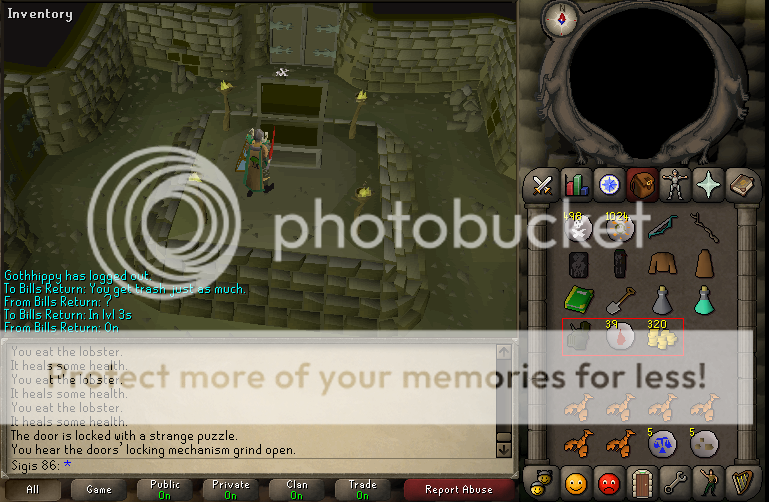 Inventory
498
1024
photobucket
Gothhippy has logged out.
To Bills Return: You get trash just as much.
From Bills Return: ?
To Bills Return: In lvl 3s
From Bills Return: On
39
320
You eat the lobster.
It heals some health.
You eat the lobster.
It heals some health.
You eat the lobster.
It heals some health.
Protect more of your memories for less!
The door is locked with a strange puzzle.
You hear the doors' locking mechanism grind open.
Sigis 86: *
5
5
All
Game
Public
On
Private
On
Clan
On
Trade
On
Report Abuse